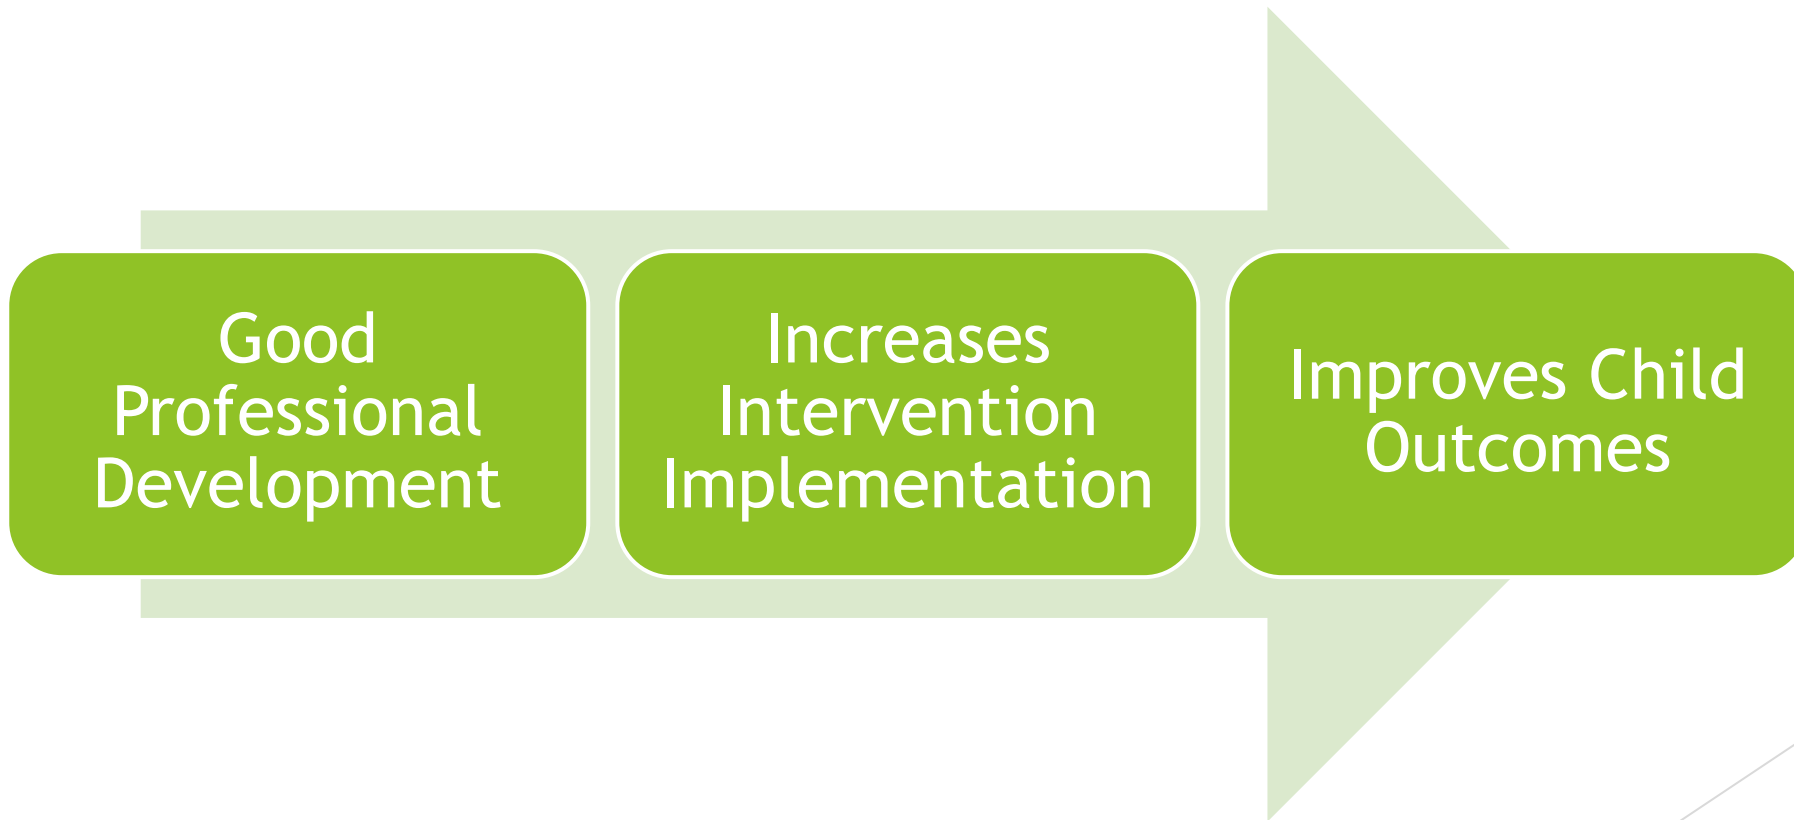 Good
Professional
Development
Increases
Intervention
Implementation
Improves Child
Outcomes